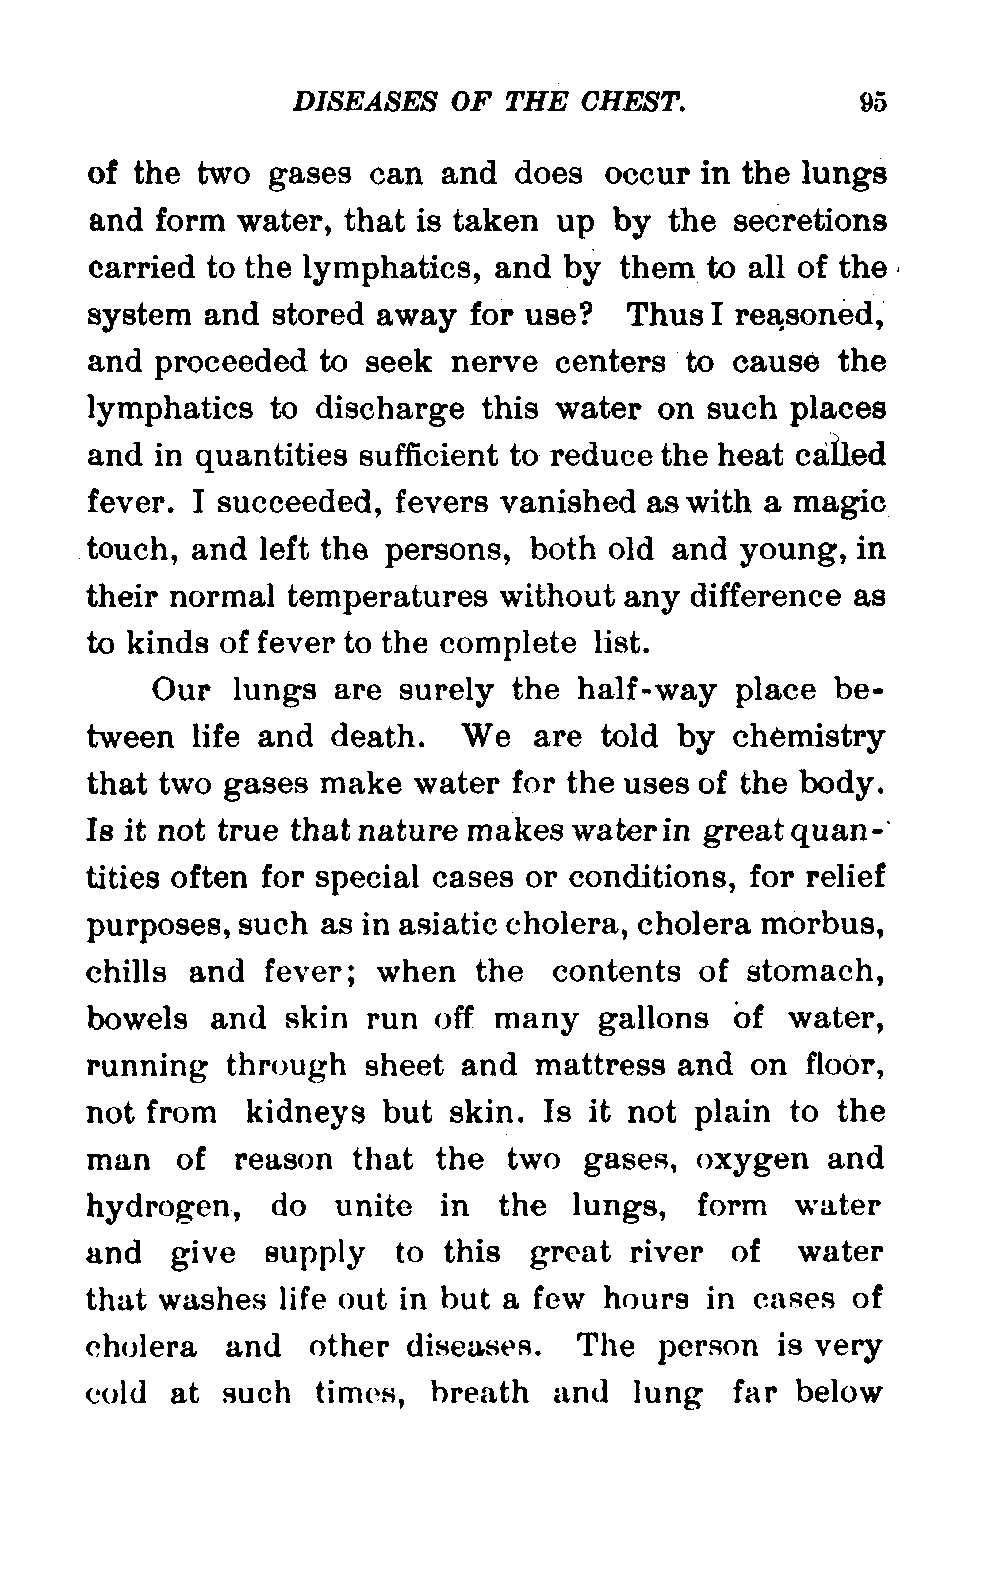 DISEASES OF THE CHEST. 95
of the two gases can and does occur in the lungs
and form water, that is taken up by the secretions
carried to the lymphatics, and by them to all of the
system and stored away for use? Thus I reasoned,
and proceeded to seek nerve centers to cause the
lymphatics to discharge this water on such places
and in quantities sufficient to reduce the heat called
fever. I succeeded, fevers vanished as with a magic
touch, and left the persons, both old and young, in
their normal temperatures without any difference as
to kinds of fever to the complete list.
Our lungs are surely the half-way place be-
tween life and death. We are told by chemistry
that two gases make water for the uses of the body.
Is it not true that nature makes water in great quan-
tities often for special cases or conditions, for relief
purposes, such as in asiatic cholera, cholera morbus,
chills and fever; when the contents of stomach,
bowels and skin run off many gallons of water,
running through sheet and mattress and on floor,
not from kidneys but skin. Is it not plain to the
man of reason that the two gases, oxygen and
hydrogen, do unite in the lungs, form water
and give supply to this great river of water
that washes life out in but a few hours in cases of
cholera and other diseases. The person is very
cold at such times, breath and lung far below